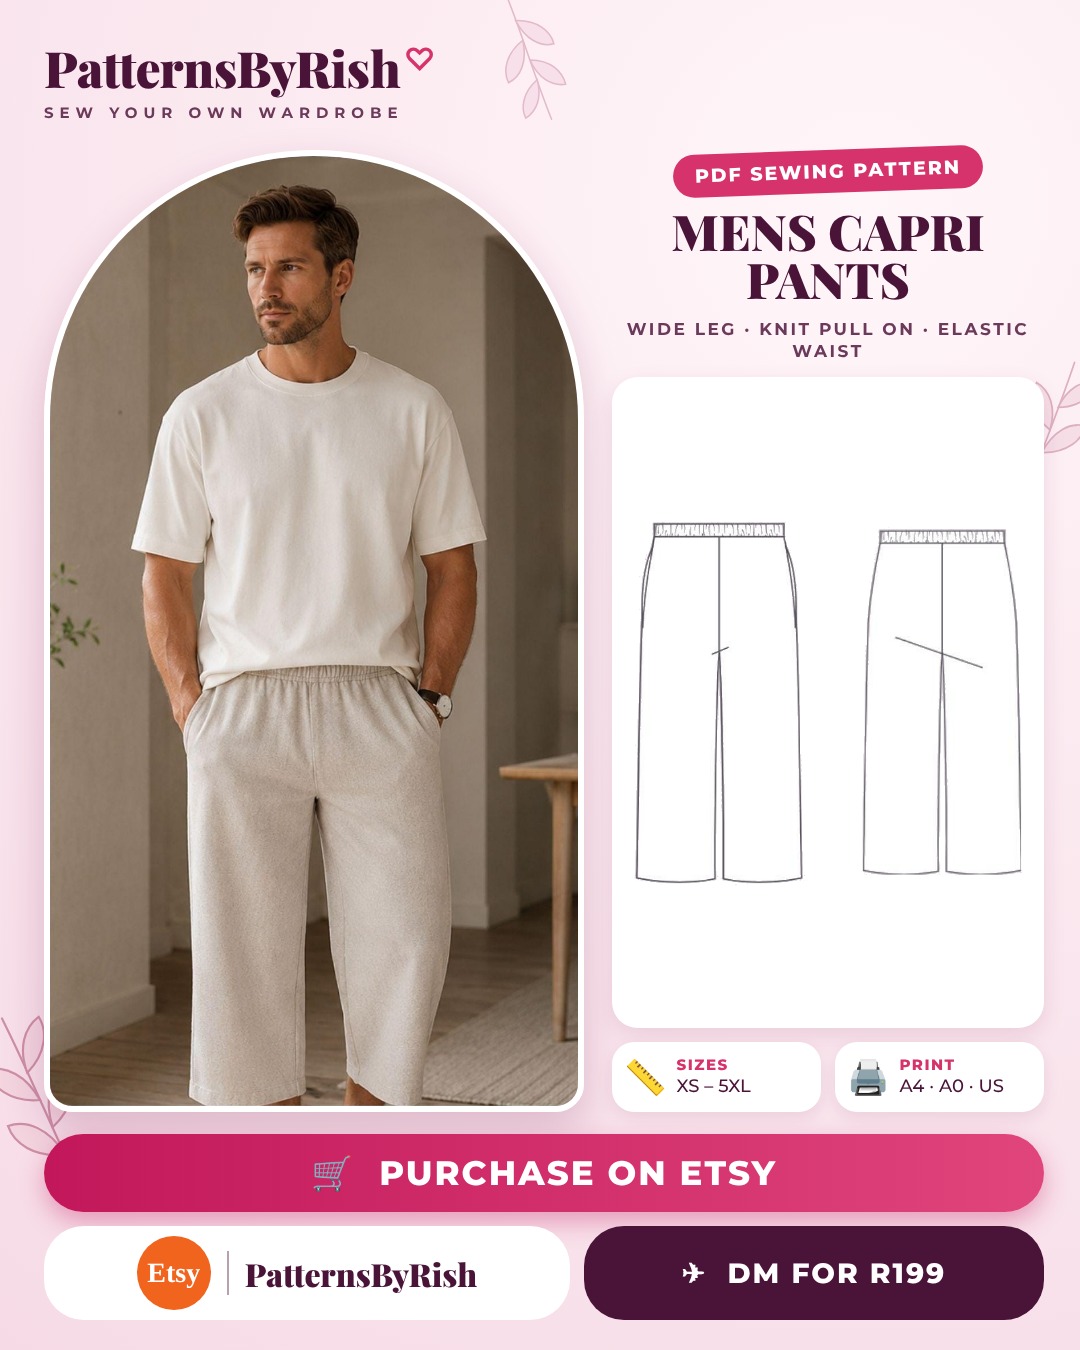 PatternsByRish
SEW YOUR OWN WARDROBE
PDF SEWING PATTERN
MENS CAPRI
PANTS
WIDE LEG · KNIT PULL ON · ELASTIC
WAIST
SIZES
XS – 5XL
PRINT
A4 · A0 · US
PURCHASE ON ETSY
Etsy
PatternsByRish
DM FOR R199